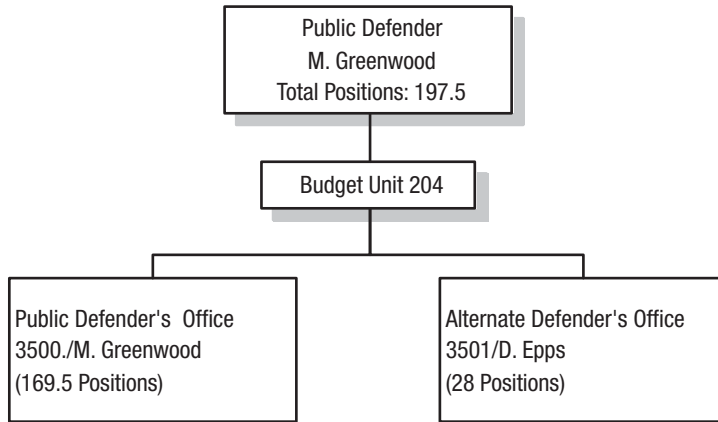 Public Defender
M. Greenwood
Total Positions: 197.5
Budget Unit 204
Public Defender's Office
3500./M. Greenwood
(169.5 Positions)
Alternate Defender's Office
3501/D. Epps
(28 Positions)